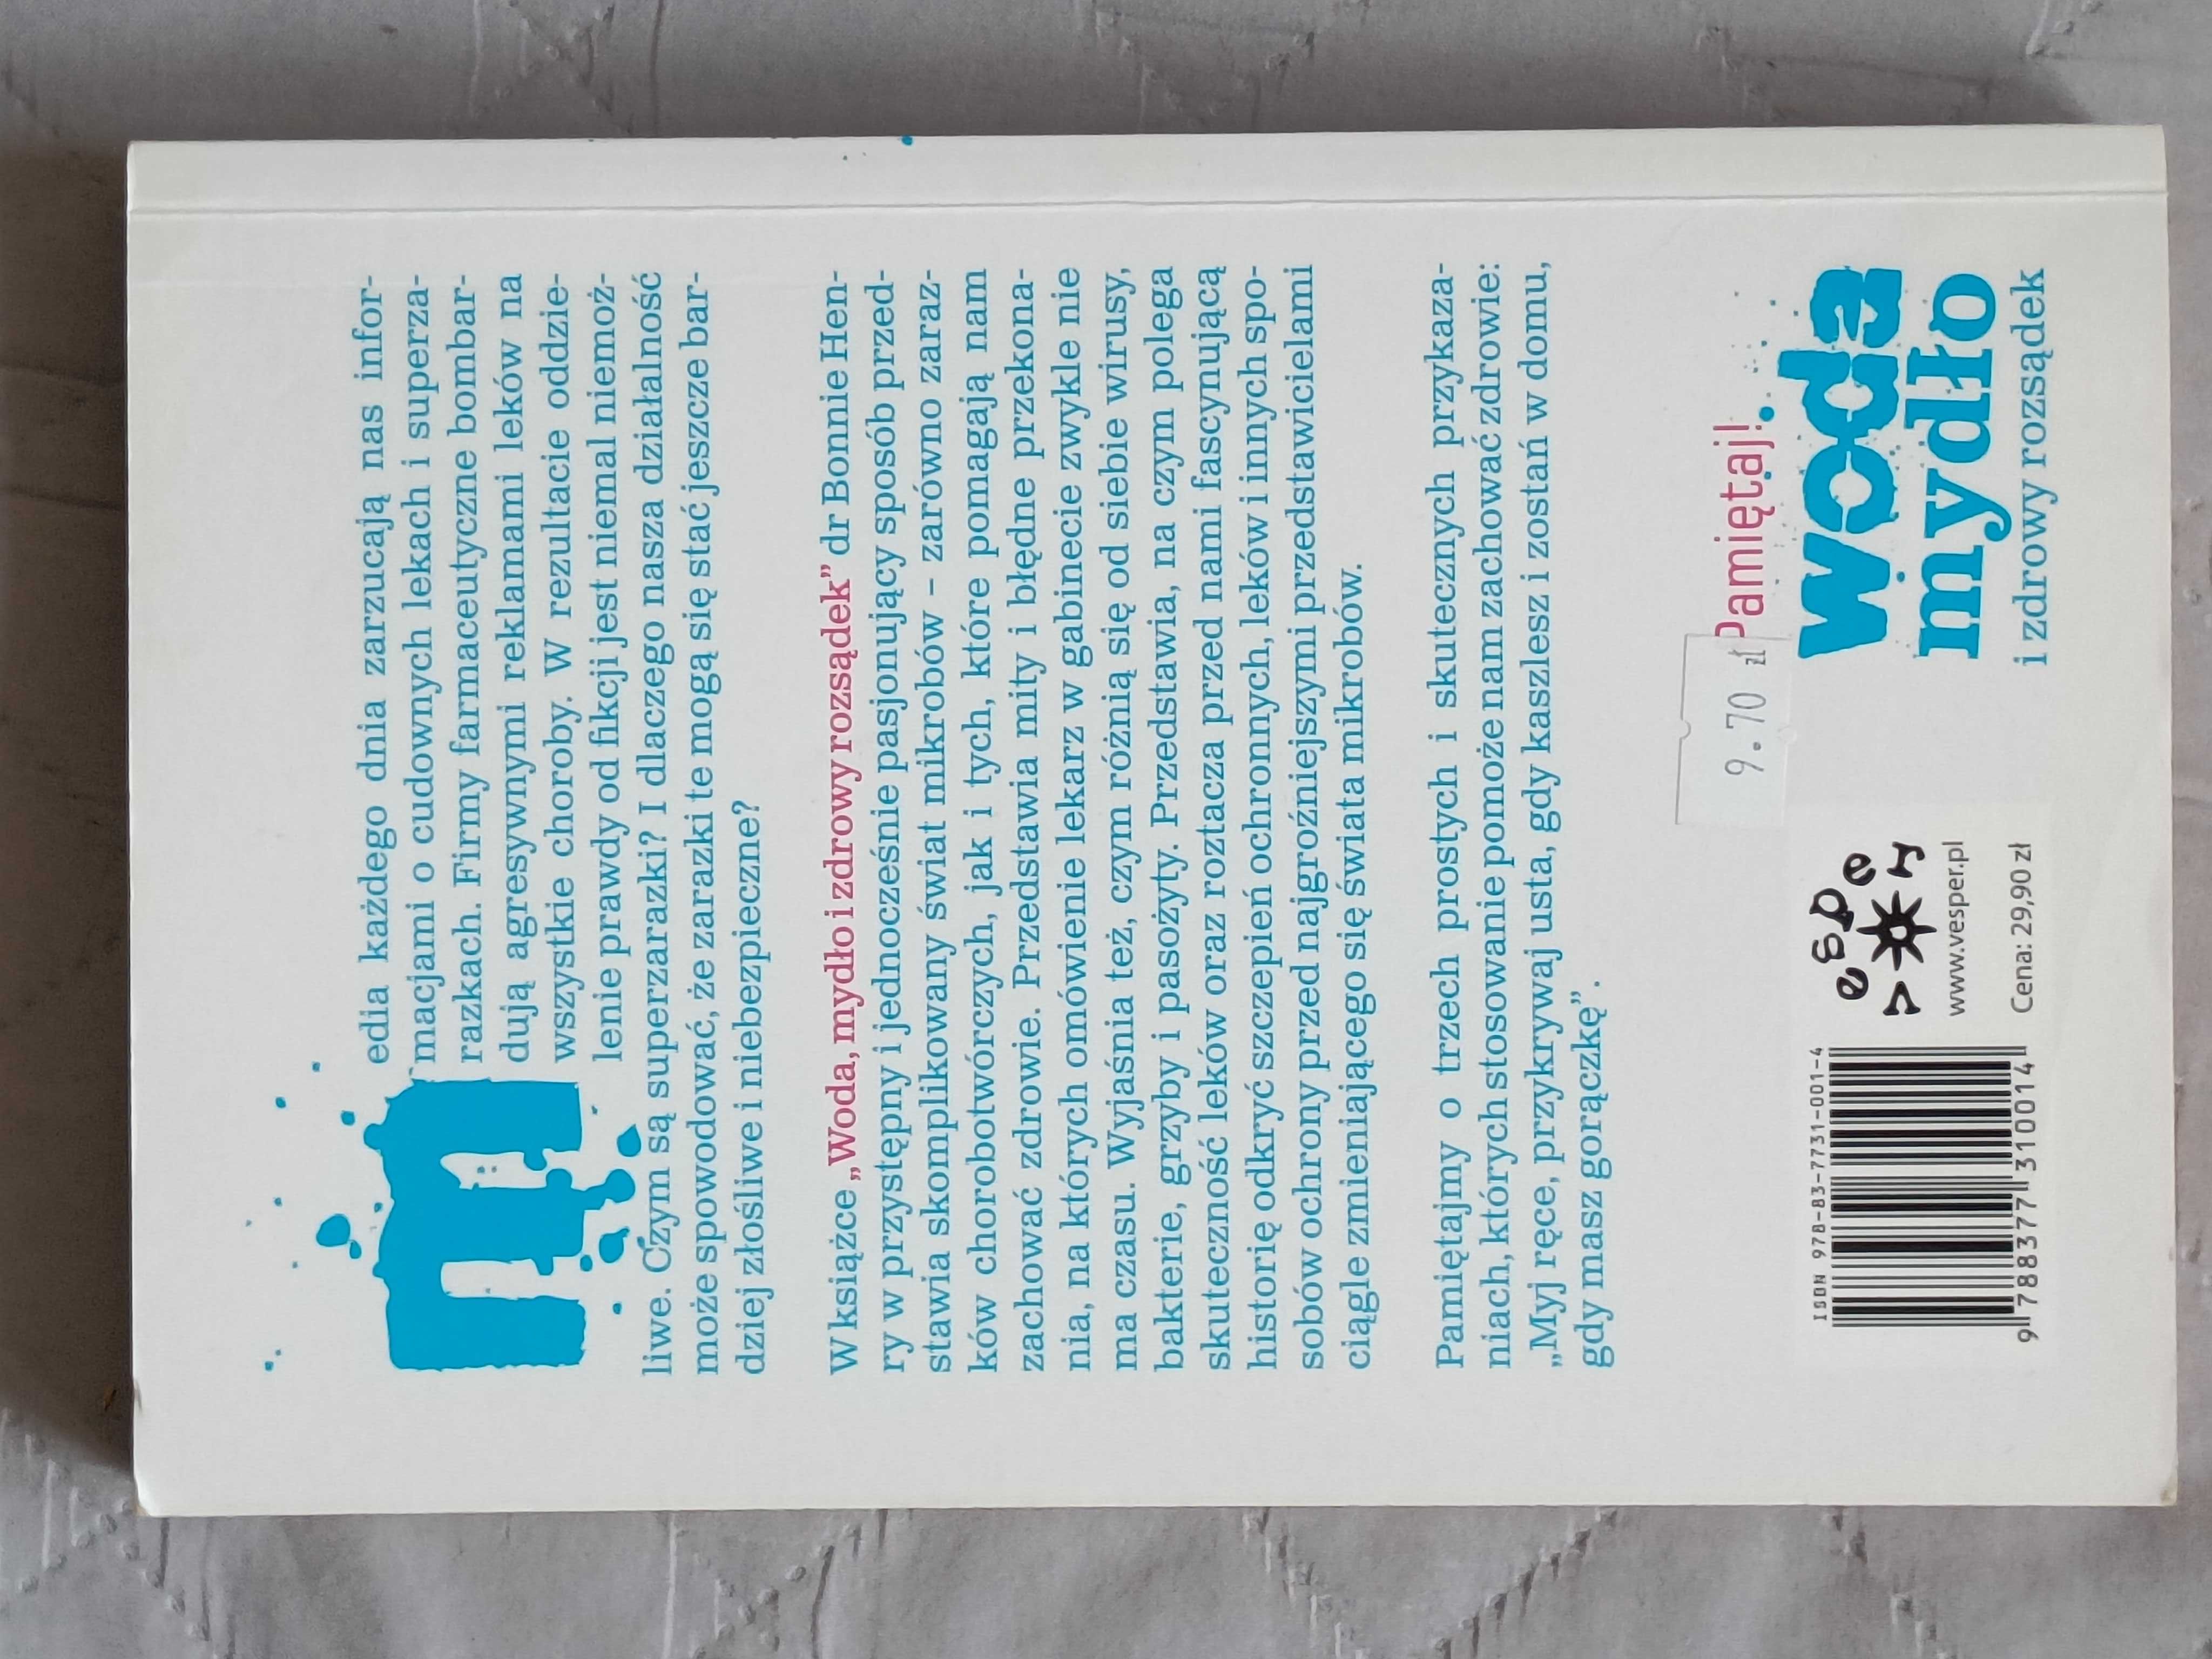 media każdego dnia zarzucają nas infor-
macjami o cudownych lekach i superza-
razkach. Firmy farmaceutyczne bombar-
dują agresywnymi reklamami leków na
wszystkie choroby. W rezultacie oddzie-
lenie prawdy od fikcji jest niemal niemoż-
liwe. Czym są superzarazki? I dlaczego nasza działalność
może spowodować, że zarazki te mogą się stać jeszcze bar-
dziej złośliwe i niebezpieczne?
W książce „Woda, mydło i zdrowy rozsądek” dr Bonnie Hen-
ry w przystępny i jednocześnie pasjonujący sposób przed-
stawia skomplikowany świat mikrobów – zarówno zaraz-
ków chorobotwórczych, jak i tych, które pomagają nam
zachować zdrowie. Przedstawia mity i błędne przekona-
nia, na których omówienie lekarz w gabinecie zwykle nie
ma czasu. Wyjaśnia też, czym różnią się od siebie wirusy,
bakterie, grzyby i pasożyty. Przedstawia, na czym polega
skuteczność leków oraz roztacza przed nami fascynującą
historię odkryć szczepień ochronnych, leków i innych spo-
sobów ochrony przed najgroźniejszymi przedstawicielami
ciągle zmieniającego się świata mikrobów.
Pamiętajmy o trzech prostych i skutecznych przykaza-
niach, których stosowanie pomoże nam zachować zdrowie:
„Myj ręce, przykrywaj usta, gdy kaszlesz i zostań w domu,
gdy masz gorączkę”.
9.70 zł
Pamiętaj!
woda
mydło
i zdrowy rozsądek
ISBN 978-83-7731-001-4
9 788377 310014
vesper
www.vesper.pl
Cena: 29,90 zł